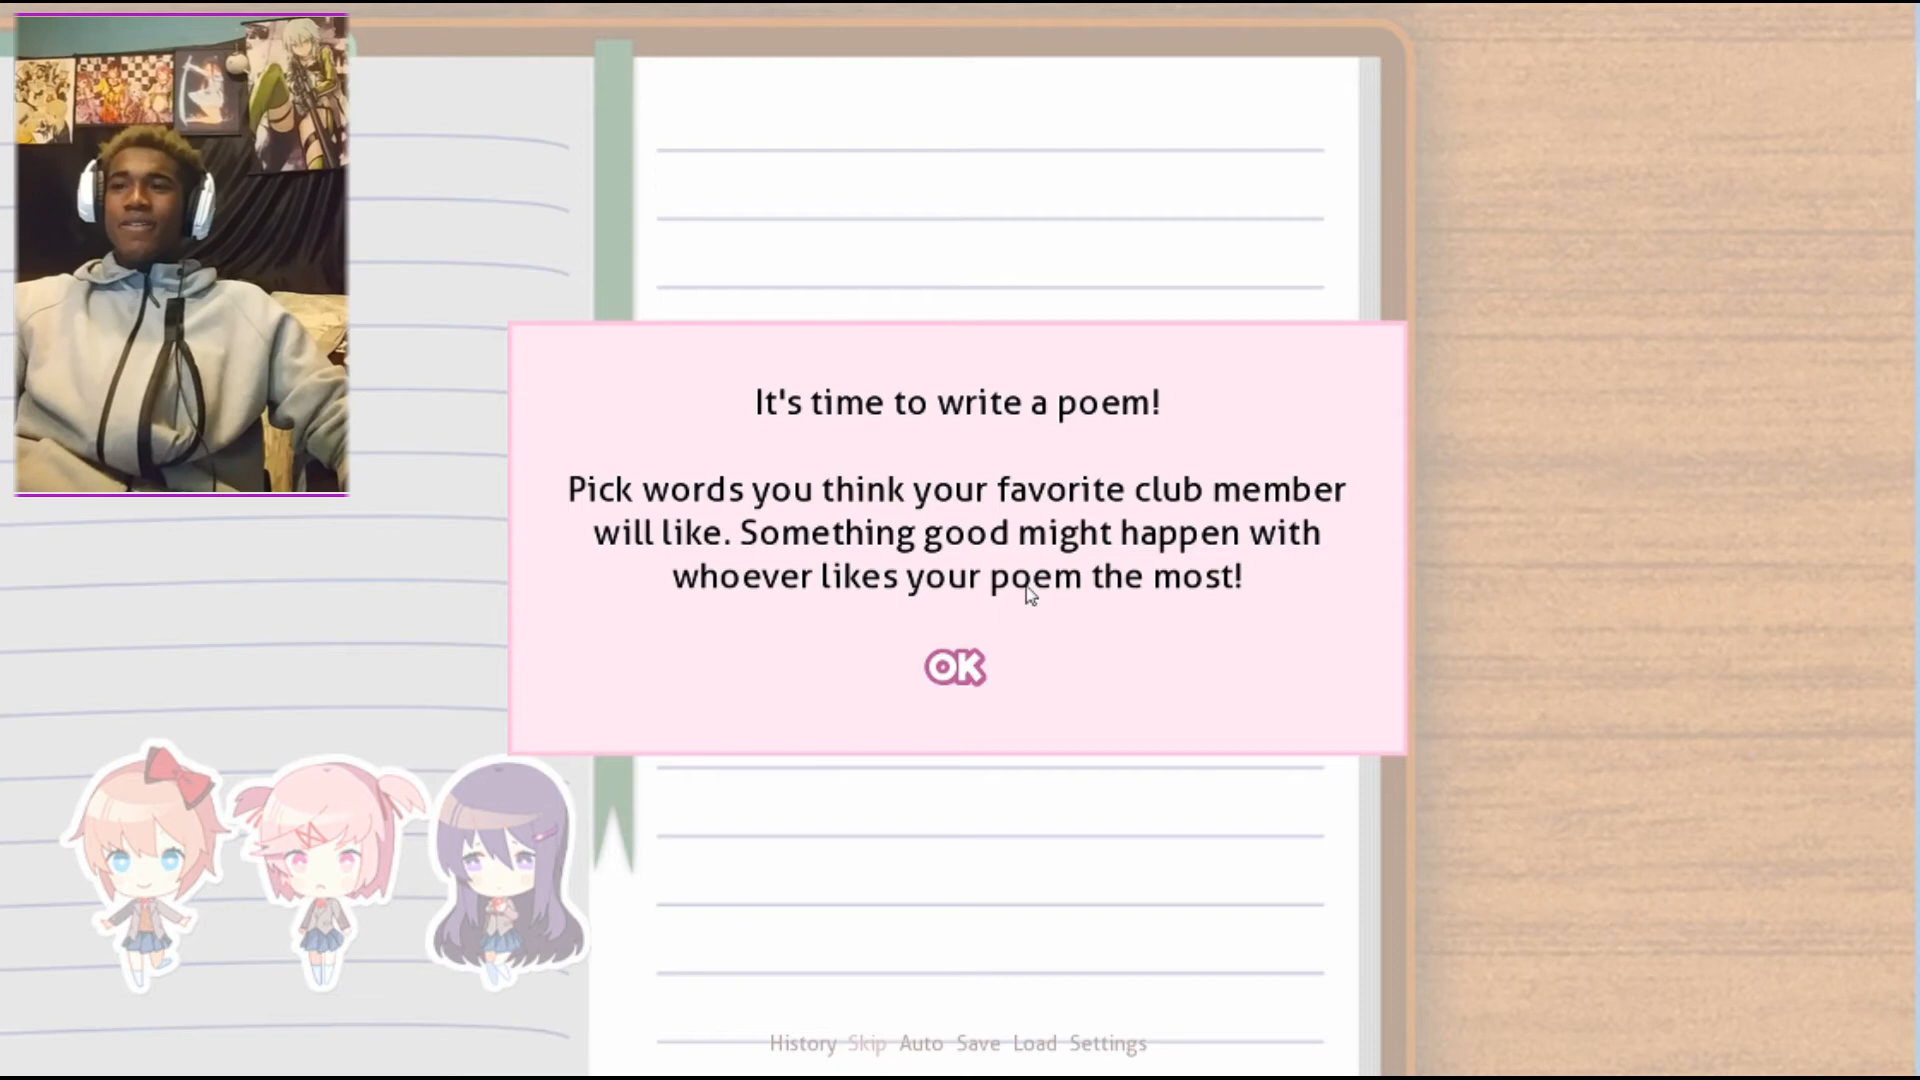 It's time to write a poem!
Pick words you think your favorite club member
will like. Something good might happen with
whoever likes your poem the most!
OK
History Skip Auto Save Load Settings